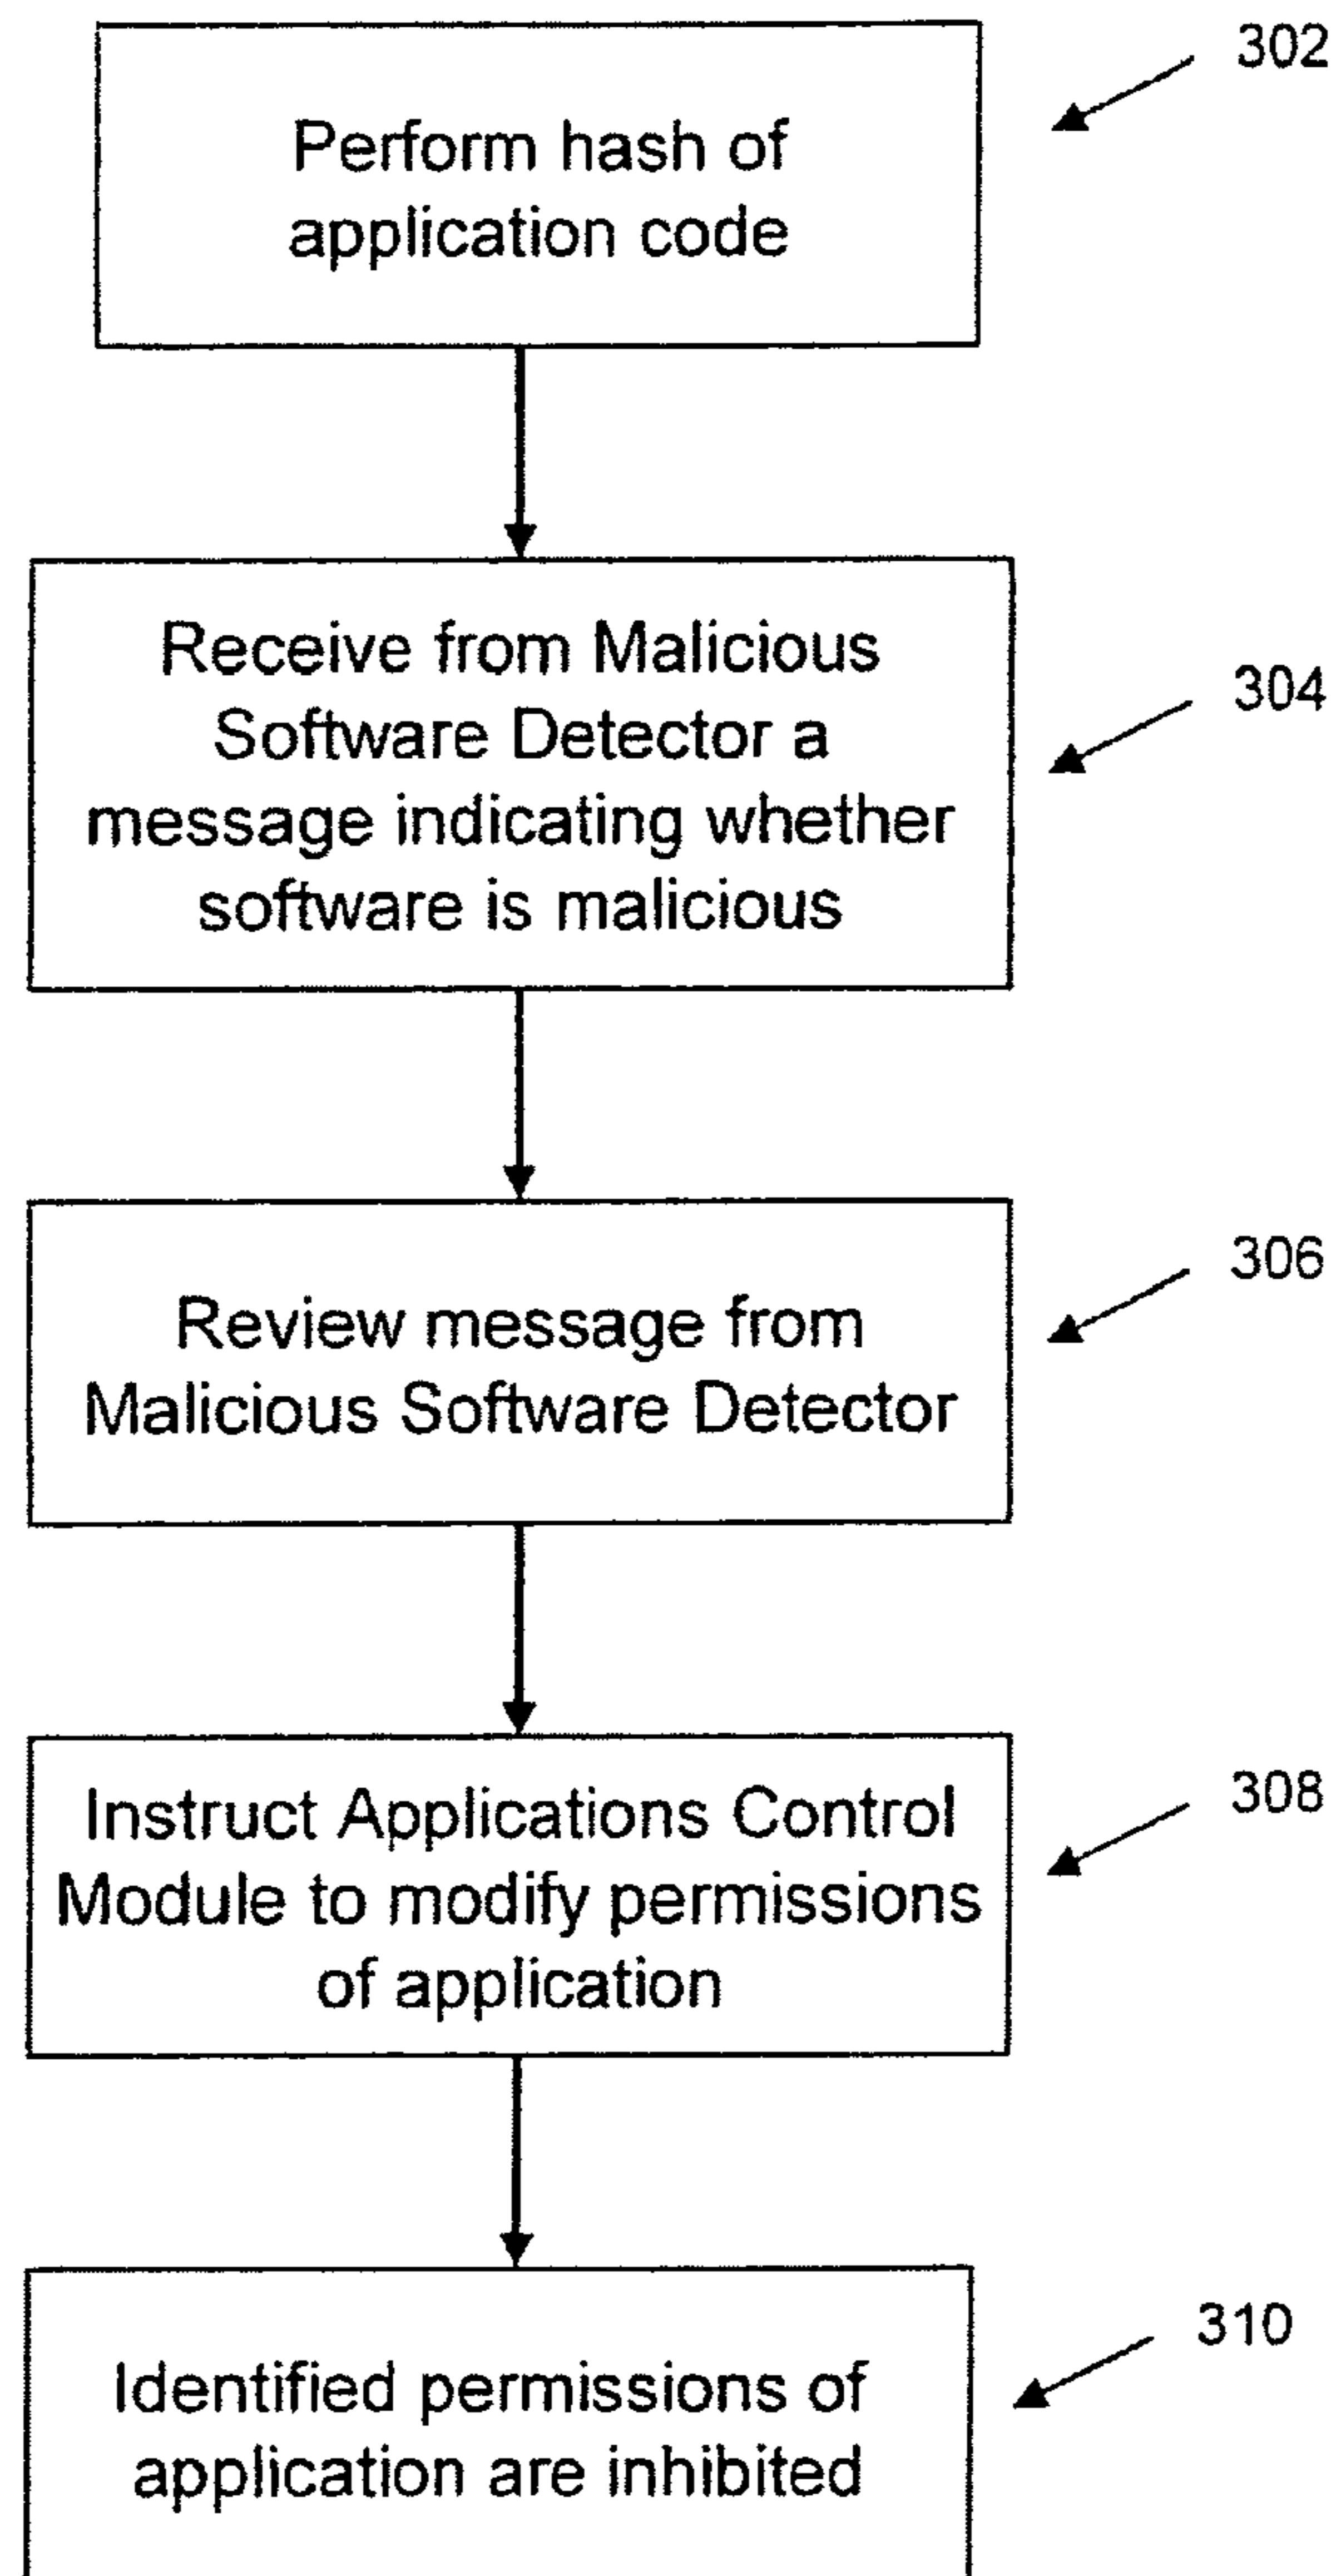 302
Perform hash of
application code
Receive from Malicious
Software Detector a
message indicating whether
software is malicious
304
Review message from
Malicious Software Detector
306
Instruct Applications Control
Module to modify permissions
of application
308
Identified permissions of
application are inhibited
310